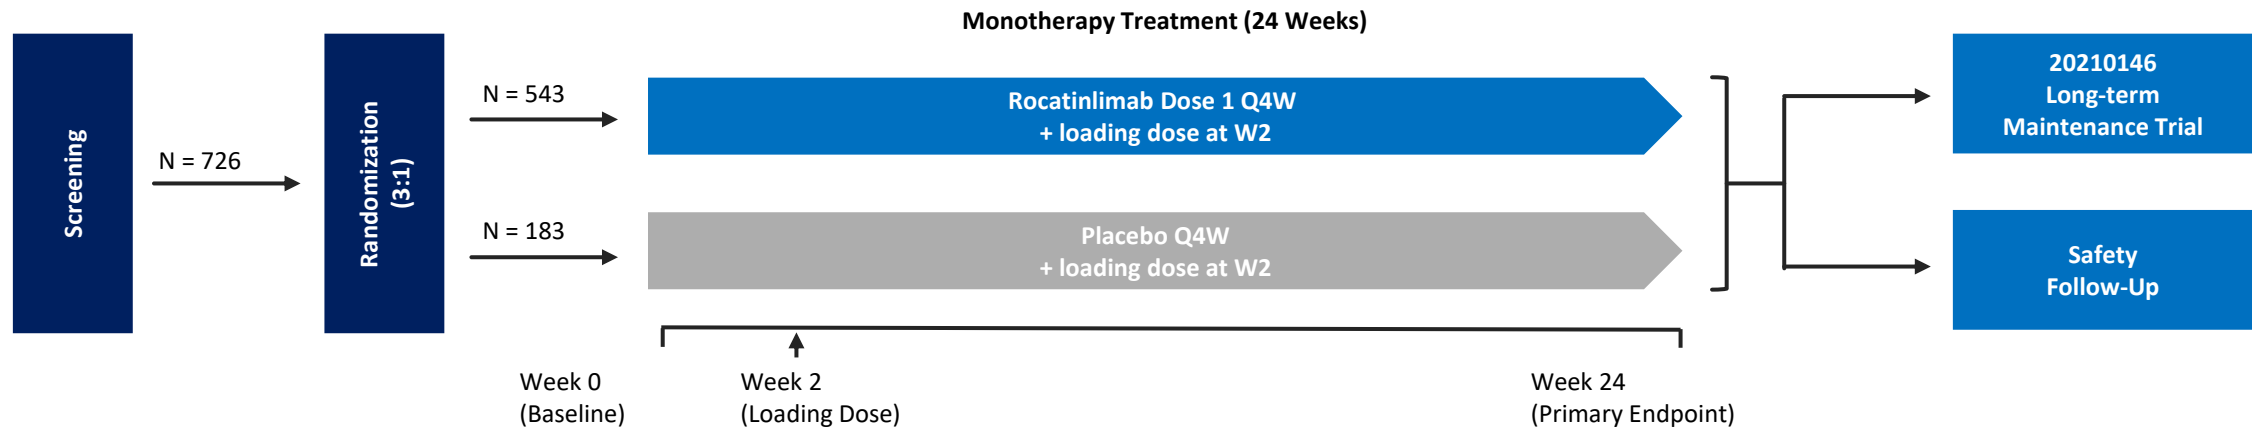 Monotherapy Treatment (24 Weeks)
Screening
N = 726
Randomization
(3:1)
N = 543
Rocatinlimab Dose 1 Q4W
+ loading dose at W2
N = 183
Placebo Q4W
+ loading dose at W2
20210146
Long-term
Maintenance Trial
Safety
Follow-Up
Week 0
(Baseline)
Week 2
(Loading Dose)
Week 24
(Primary Endpoint)